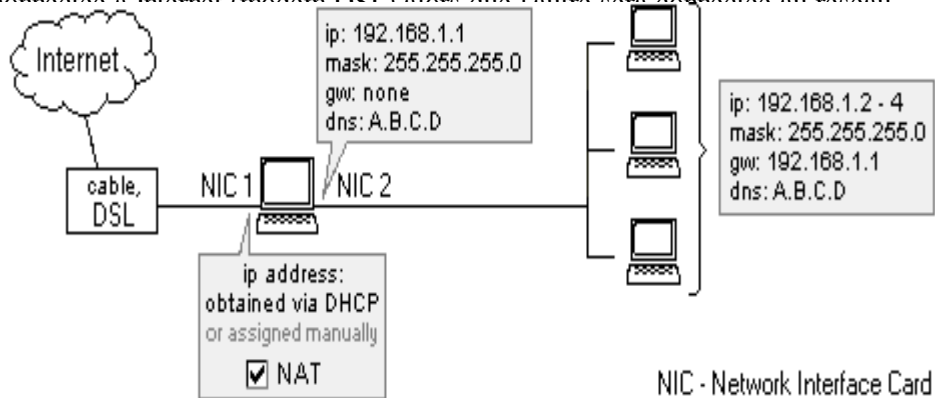 Internet
cable,
DSL
NIC 1
NIC 2
ip: 192.168.1.1
mask: 255.255.255.0
gw: none
dns: A.B.C.D
ip address:
obtained via DHCP
or assigned manually
NAT
ip: 192.168.1.2 - 4
mask: 255.255.255.0
gw: 192.168.1.1
dns: A.B.C.D
NIC - Network Interface Card